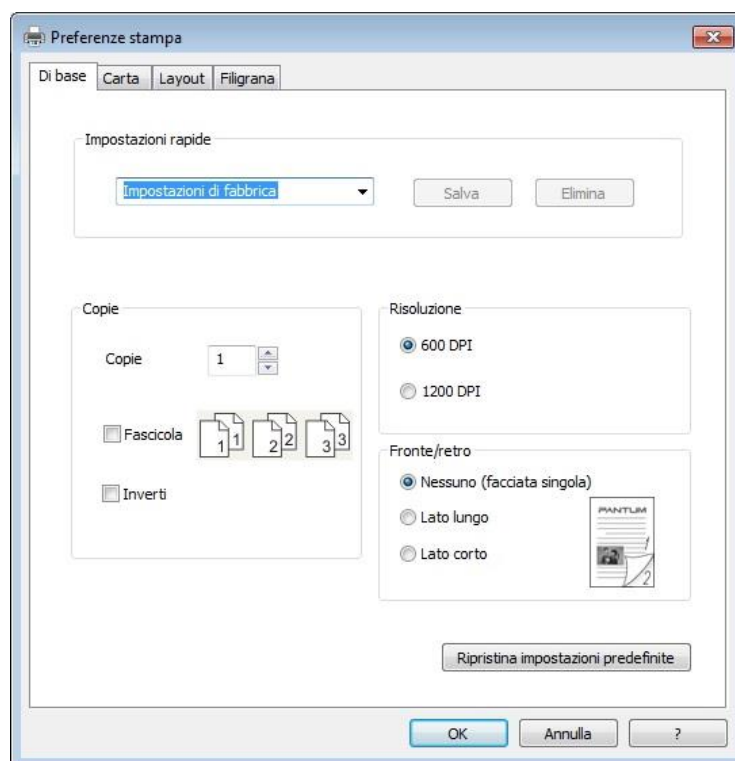 Preferenze stampa
Di base
Carta
Layout
Filigrana
Impostazioni rapide
Impostazioni di fabbrica
Salva
Elimina
Copie
Copie
1
Fascicola
1 1 2 2 3 3
Inverti
Risoluzione
600 DPI
1200 DPI
Fronte/retro
Nessuno (facciata singola)
Lato lungo
Lato corto
PANTUM
1
2
Ripristina impostazioni predefinite
OK
Annulla
?